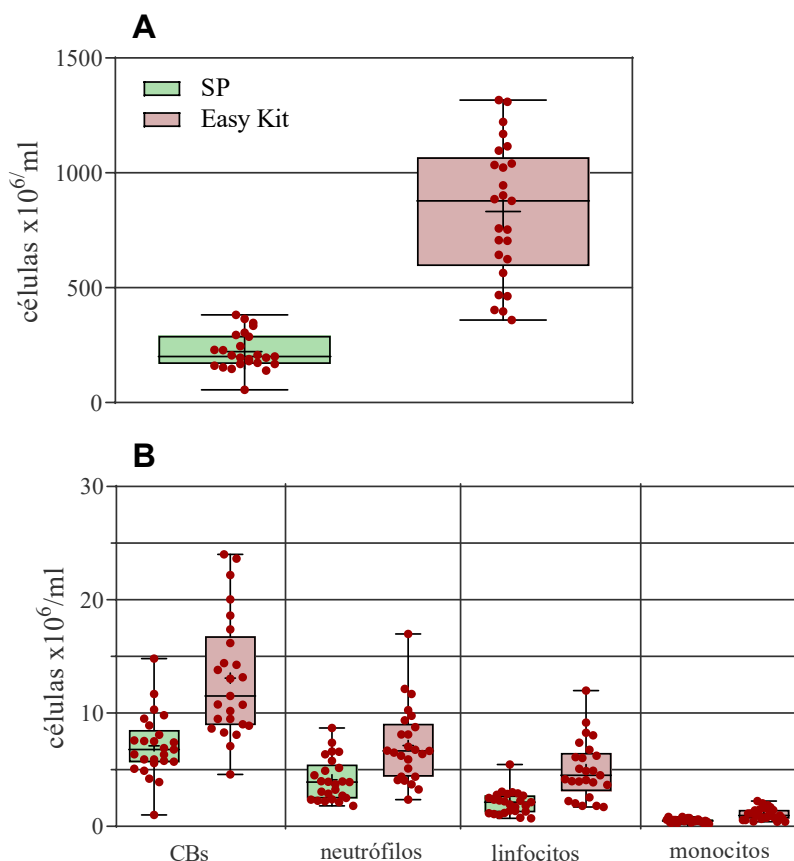 A
1500
1000
500
0
células x10⁶/ml
SP
Easy Kit
B
30
20
10
0
células x10⁶/ml
CBs neutrófilos linfocitos monocitos